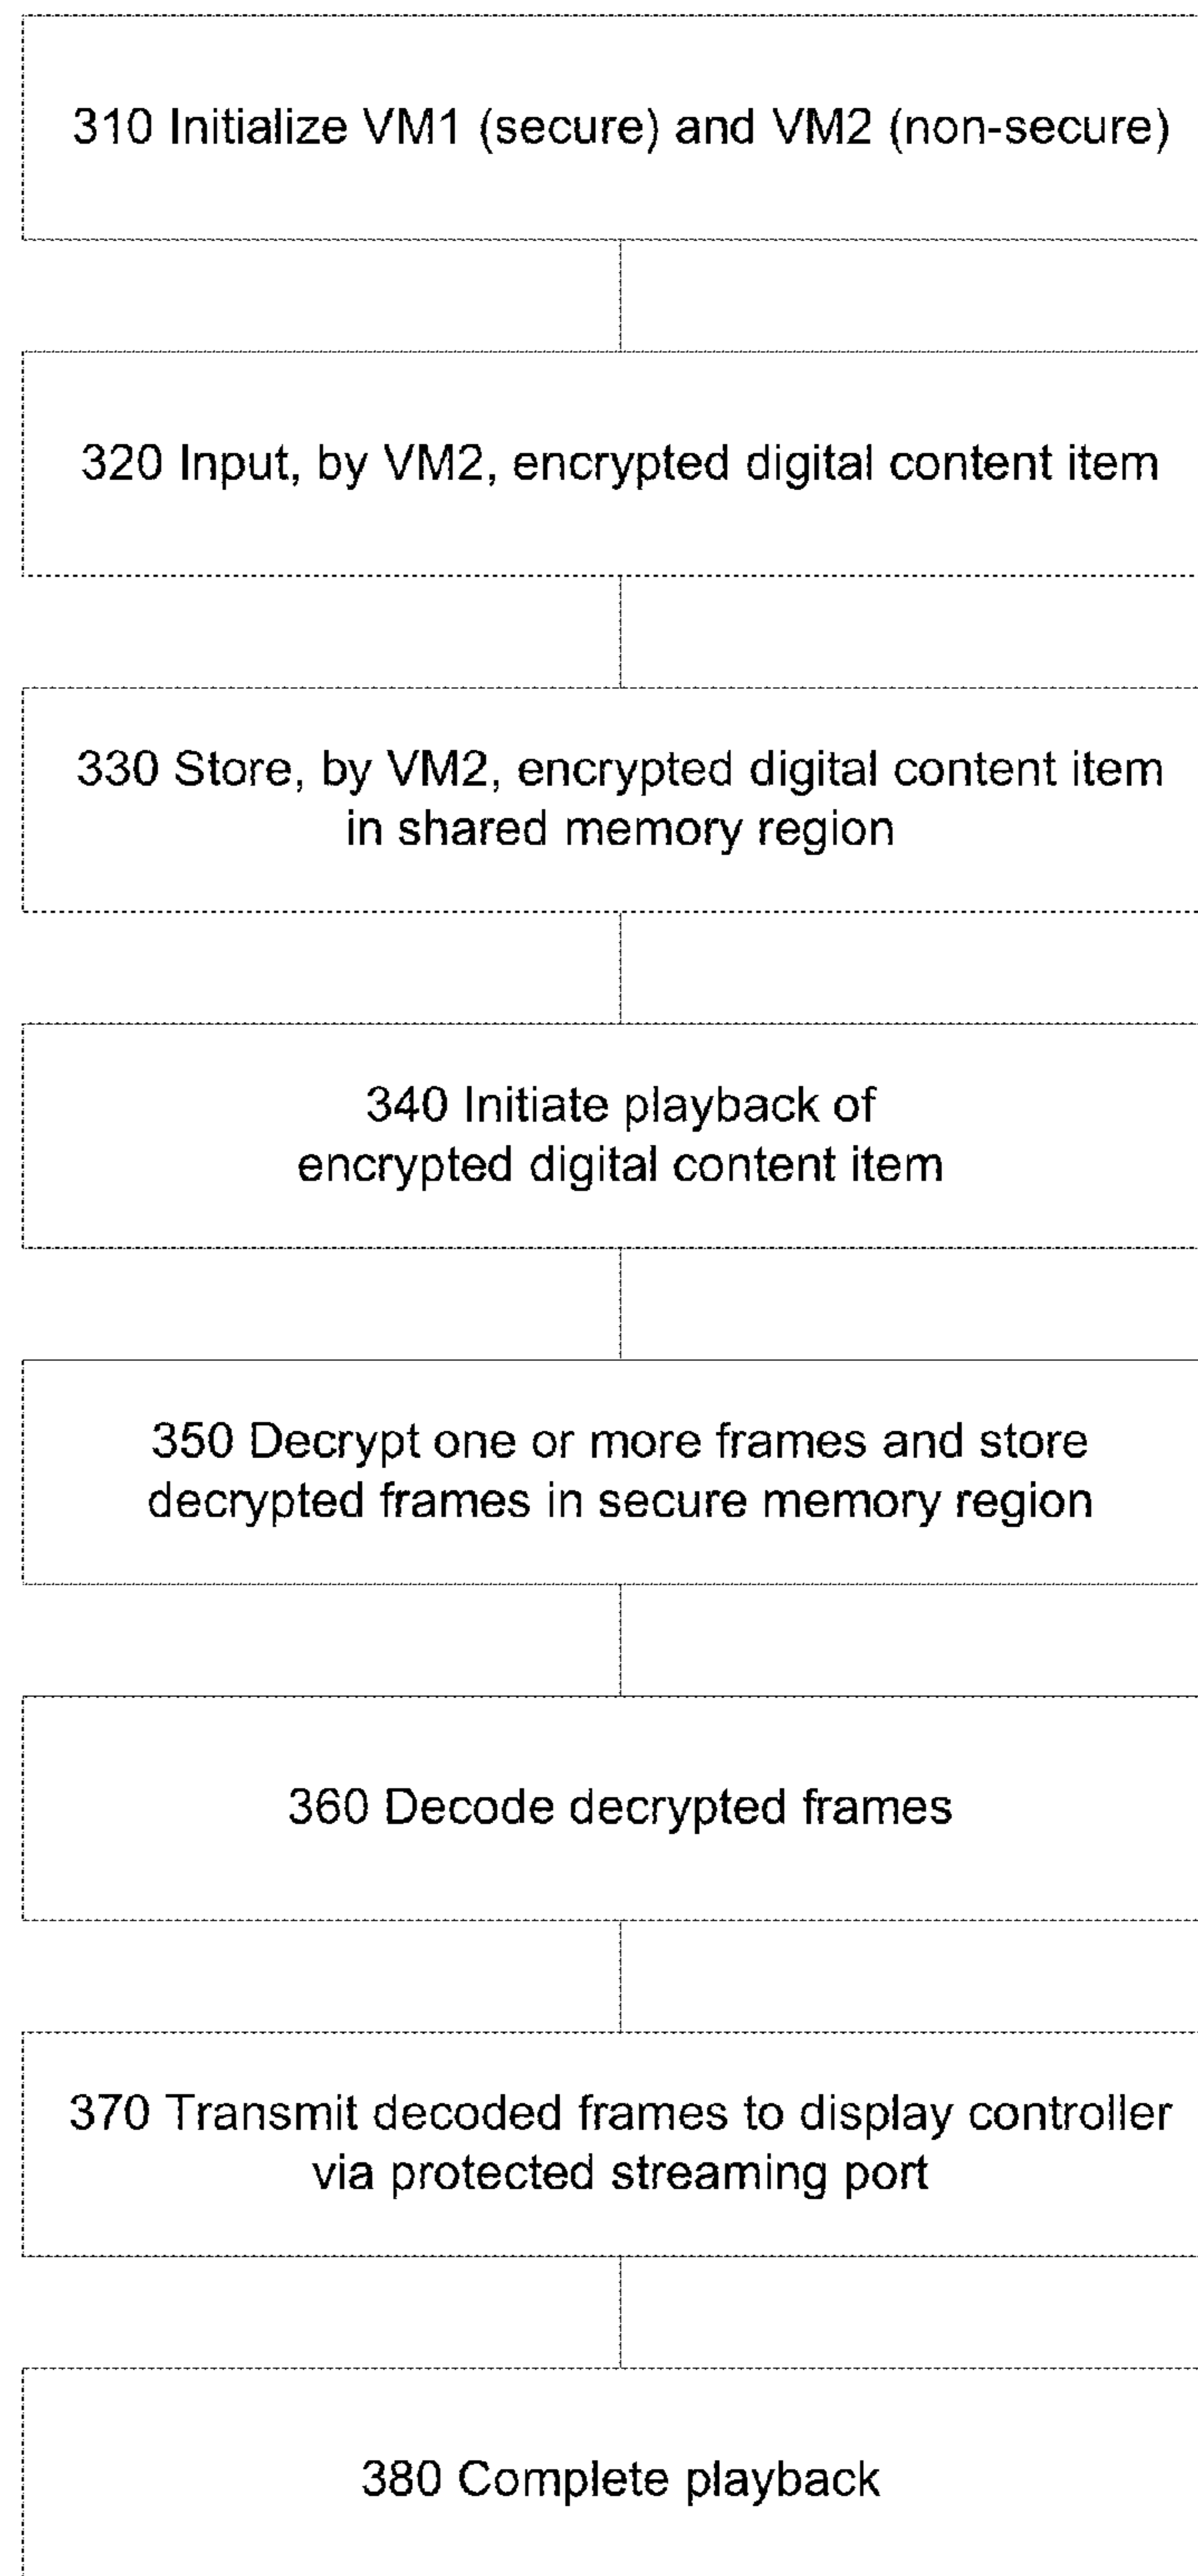 310 Initialize VM1 (secure) and VM2 (non-secure)
320 Input, by VM2, encrypted digital content item
330 Store, by VM2, encrypted digital content item
in shared memory region
340 Initiate playback of
encrypted digital content item
350 Decrypt one or more frames and store
decrypted frames in secure memory region
360 Decode decrypted frames
370 Transmit decoded frames to display controller
via protected streaming port
380 Complete playback